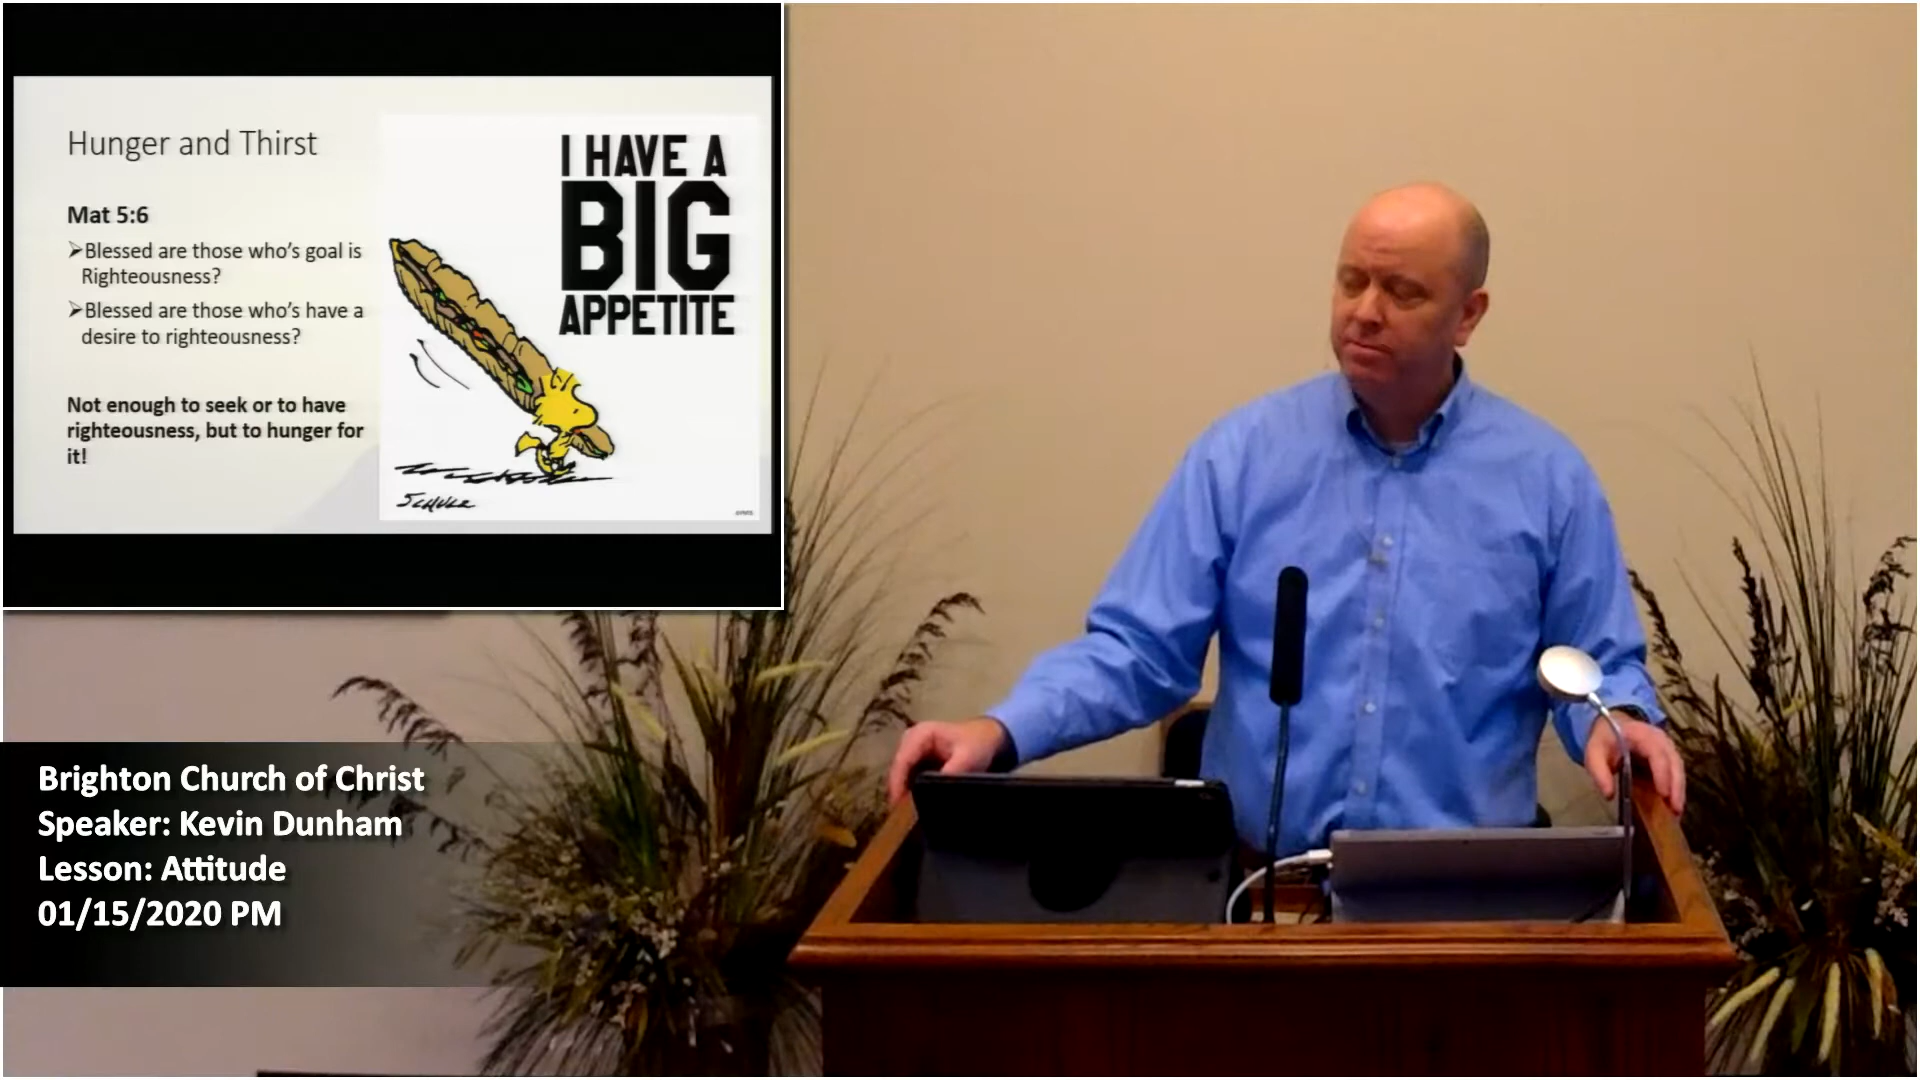 Hunger and Thirst
Mat 5:6
➢Blessed are those who's goal is
Righteousness?
➢Blessed are those who's have a
desire to righteousness?
Not enough to seek or to have
righteousness, but to hunger for
it!
I HAVE A
BIG
APPETITE
SCHULZ
Brighton Church of Christ
Speaker: Kevin Dunham
Lesson: Attitude
01/15/2020 PM